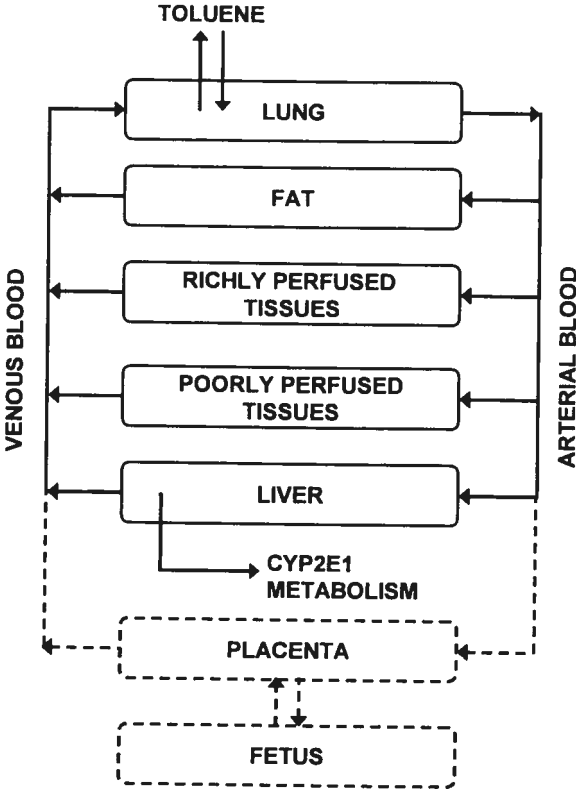 TOLUENE
LUNG
FAT
RICHLY PERFUSED
TISSUES
POORLY PERFUSED
TISSUES
LIVER
CYP2E1
METABOLISM
PLACENTA
FETUS
VENOUS BLOOD
ARTERIAL BLOOD